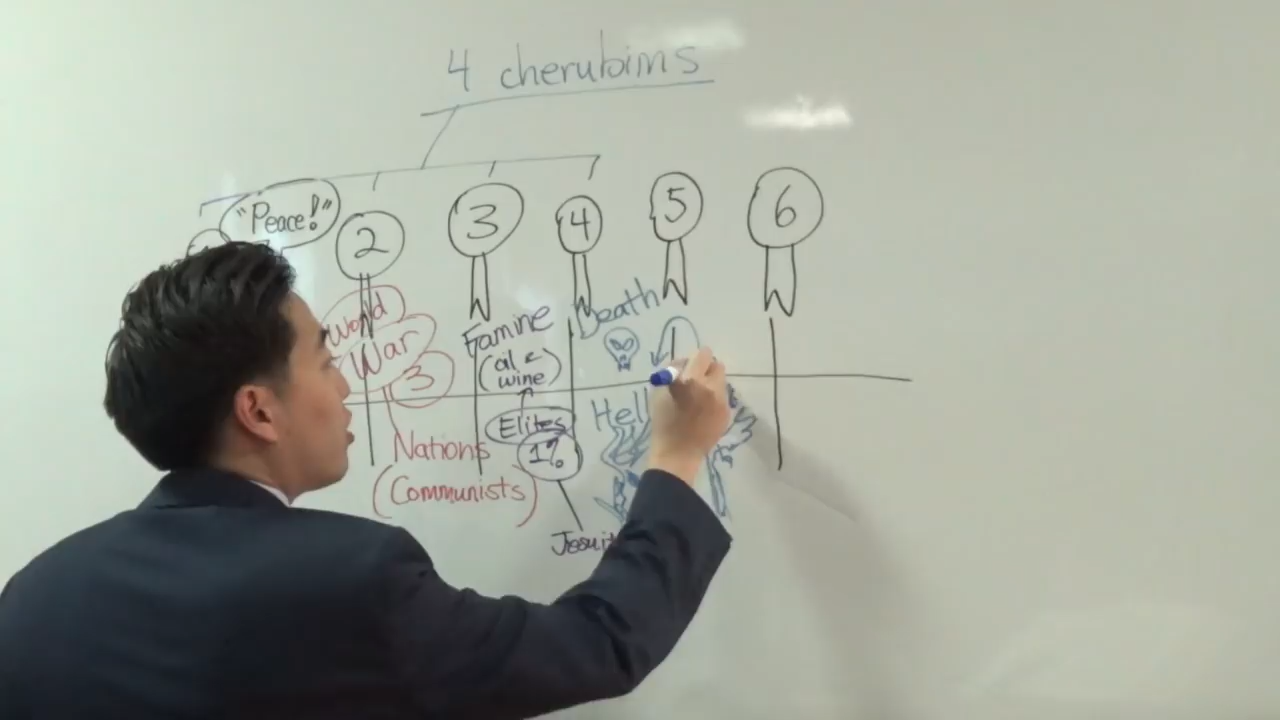 4 cherubims
"Peace!"
2
3
4
5
6
World
War
3
Famine
(oil &
wine)
Death
Elites
1%
Hell
Nations
(Communists)